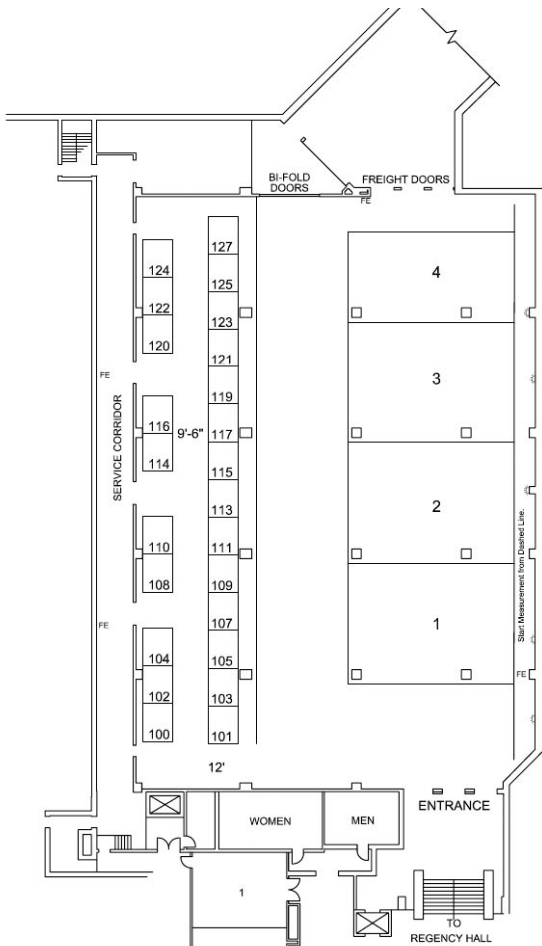 BI-FOLD
DOORS
FREIGHT DOORS
FE
4
3
2
1
127
125
123
121
119
117
115
113
111
109
107
105
103
101
124
122
120
116
114
110
108
104
102
100
9'-6"
12'
FE
SERVICE CORRIDOR
FE
Start Measurement from Dashed Line.
FE
WOMEN
MEN
ENTRANCE
1
TO
REGENCY HALL